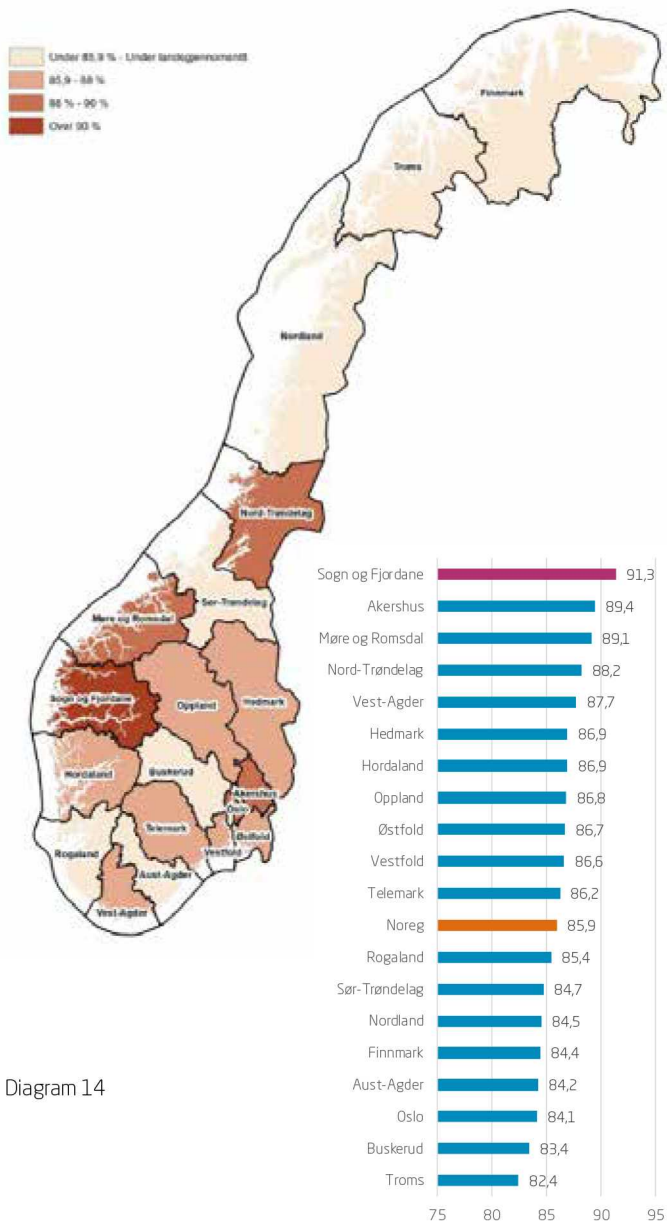 Under 85,9 % - Under landsgjennomsnitt
85,9 - 88 %
88 % - 90 %
Over 90 %
Finnmark
Troms
Nordland
Nord-Trøndelag
Sør-Trøndelag
Møre og Romsdal
Sogn og Fjordane
Oppland
Hedmark
Hordaland
Buskerud
Akershus
Oslo
Telemark
Østfold
Vestfold
Rogaland
Aust-Agder
Vest-Agder
Sogn og Fjordane 91,3
Akershus 89,4
Møre og Romsdal 89,1
Nord-Trøndelag 88,2
Vest-Agder 87,7
Hedmark 86,9
Hordaland 86,9
Oppland 86,8
Østfold 86,7
Vestfold 86,6
Telemark 86,2
Noreg 85,9
Rogaland 85,4
Sør-Trøndelag 84,7
Nordland 84,5
Finnmark 84,4
Aust-Agder 84,2
Oslo 84,1
Buskerud 83,4
Troms 82,4
75 80 85 90 95
Diagram 14